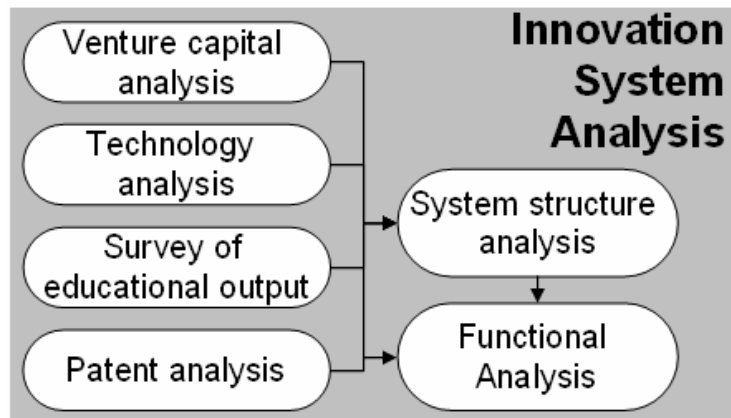 Innovation
System
Analysis
Venture capital
analysis
Technology
analysis
Survey of
educational output
Patent analysis
System structure
analysis
Functional
Analysis